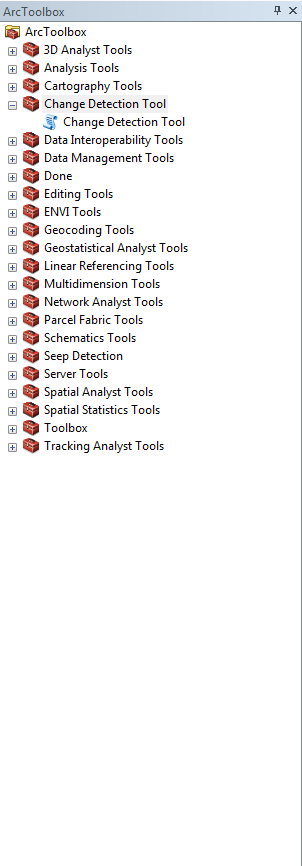 ArcToolbox
ArcToolbox
3D Analyst Tools
Analysis Tools
Cartography Tools
Change Detection Tool
Change Detection Tool
Data Interoperability Tools
Data Management Tools
Done
Editing Tools
ENVI Tools
Geocoding Tools
Geostatistical Analyst Tools
Linear Referencing Tools
Multidimension Tools
Network Analyst Tools
Parcel Fabric Tools
Schematics Tools
Seep Detection
Server Tools
Spatial Analyst Tools
Spatial Statistics Tools
Toolbox
Tracking Analyst Tools